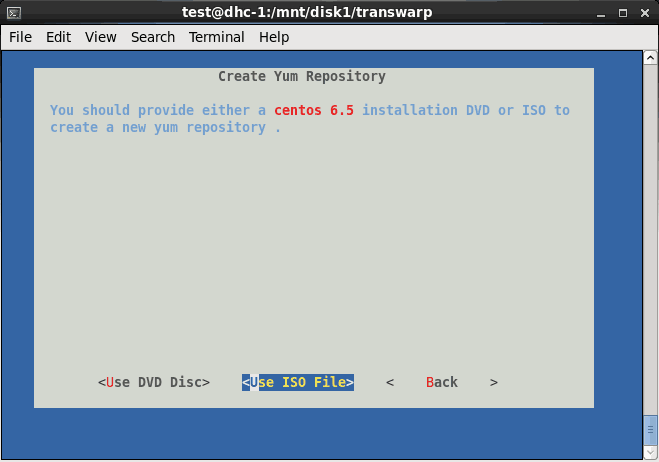 test@dhc-1:/mnt/disk1/transwarp
File Edit View Search Terminal Help
Create Yum Repository
You should provide either a centos 6.5 installation DVD or ISO to
create a new yum repository .
<Use DVD Disc> <Use ISO File> < Back >